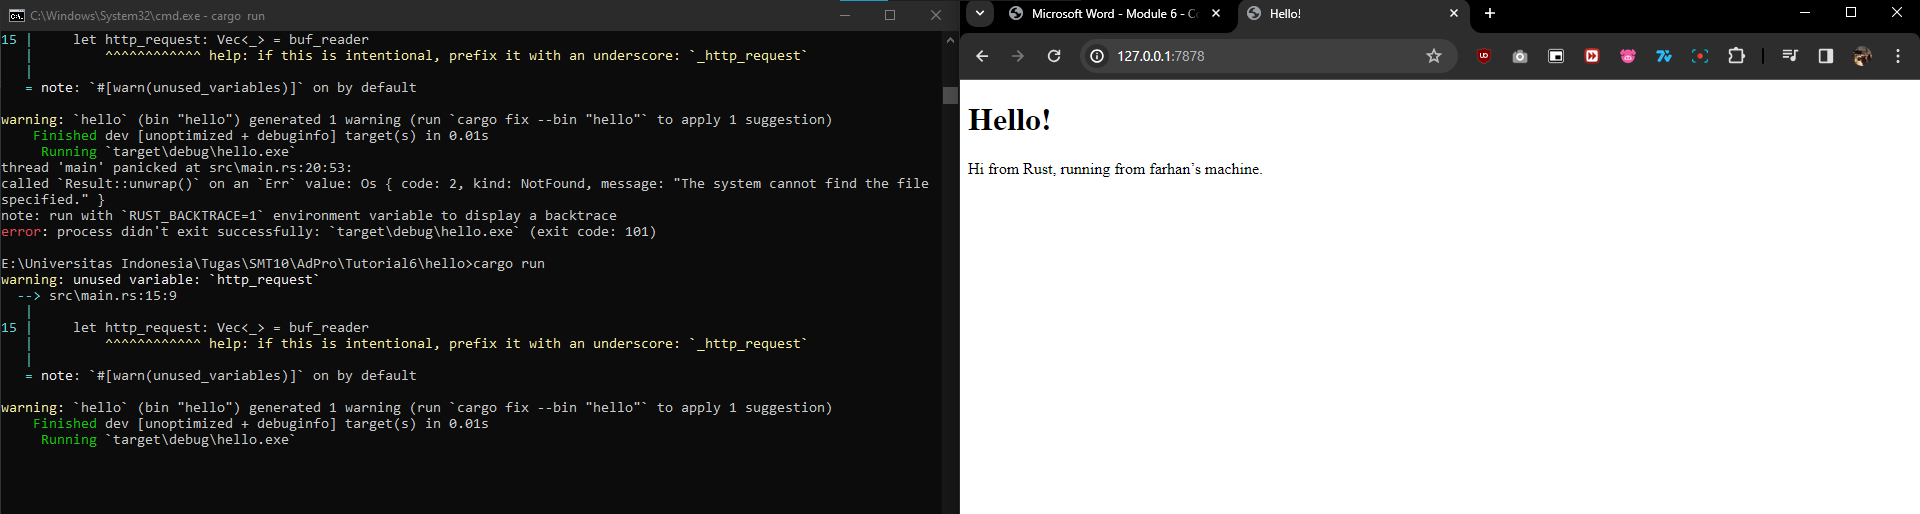 C:\Windows\System32\cmd.exe - cargo  run
15 |     let http_request: Vec<_> = buf_reader
   |         ^^^^^^^^^^^^ help: if this is intentional, prefix it with an underscore: `_http_request`
   |
   = note: `#[warn(unused_variables)]` on by default
warning: `hello` (bin "hello") generated 1 warning (run `cargo fix --bin "hello"` to apply 1 suggestion)
    Finished dev [unoptimized + debuginfo] target(s) in 0.01s
     Running `target\debug\hello.exe`
thread 'main' panicked at src\main.rs:20:53:
called `Result::unwrap()` on an `Err` value: Os { code: 2, kind: NotFound, message: "The system cannot find the file
specified." }
note: run with `RUST_BACKTRACE=1` environment variable to display a backtrace
error: process didn't exit successfully: `target\debug\hello.exe` (exit code: 101)
E:\Universitas Indonesia\Tugas\SMT10\AdPro\Tutorial6\hello>cargo run
warning: unused variable: `http_request`
  --> src\main.rs:15:9
   |
15 |     let http_request: Vec<_> = buf_reader
   |         ^^^^^^^^^^^^ help: if this is intentional, prefix it with an underscore: `_http_request`
   |
   = note: `#[warn(unused_variables)]` on by default
warning: `hello` (bin "hello") generated 1 warning (run `cargo fix --bin "hello"` to apply 1 suggestion)
    Finished dev [unoptimized + debuginfo] target(s) in 0.01s
     Running `target\debug\hello.exe`
Microsoft Word - Module 6 - Co
Hello!
127.0.0.1:7878
Hello!
Hi from Rust, running from farhan’s machine.